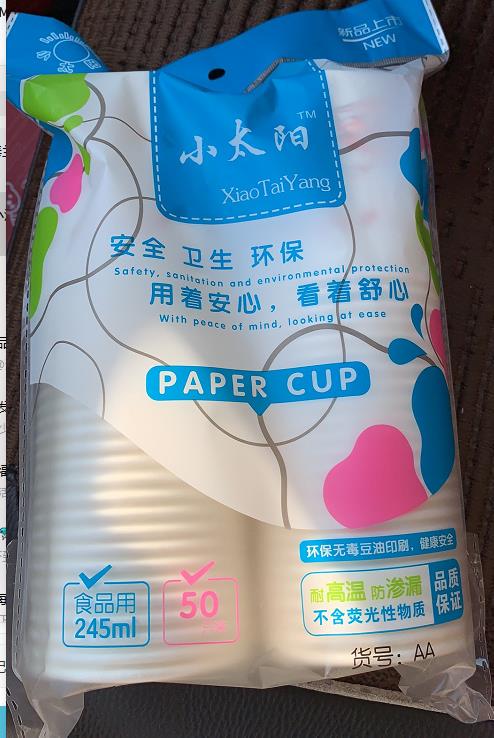 新品上市
NEW
小太阳™
XiaoTaiYang
安全 卫生 环保
Safety, sanitation and environmental protection
用着安心，看着舒心
With peace of mind, looking at ease
PAPER CUP
环保无毒豆油印刷，健康安全
食品用
245ml
50
耐高温 防渗漏
不含荧光性物质
品质
保证
货号：AA